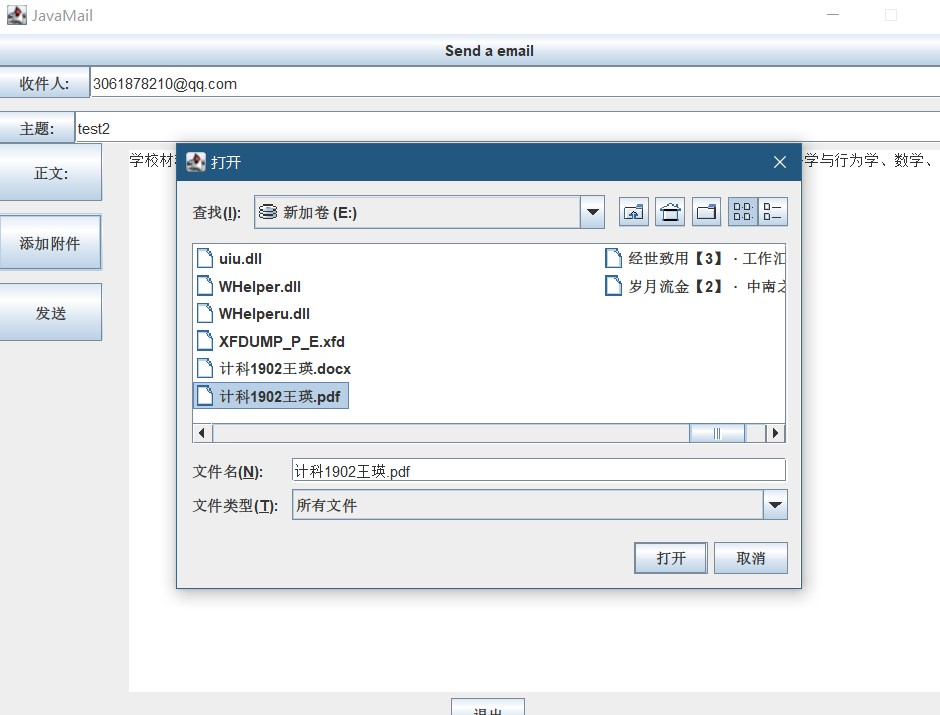 JavaMail
Send a email
收件人: 3061878210@qq.com
主题: test2
正文:
学校材
学与行为学、数学、
添加附件
发送
打开
查找(I): 新加卷 (E:)
uiu.dll
WHelper.dll
WHelperu.dll
XFDUMP_P_E.xfd
计科1902王瑛.docx
计科1902王瑛.pdf
经世致用【3】 · 工作汇
岁月流金【2】 · 中南之
文件名(N): 计科1902王瑛.pdf
文件类型(T): 所有文件
打开 取消
退出